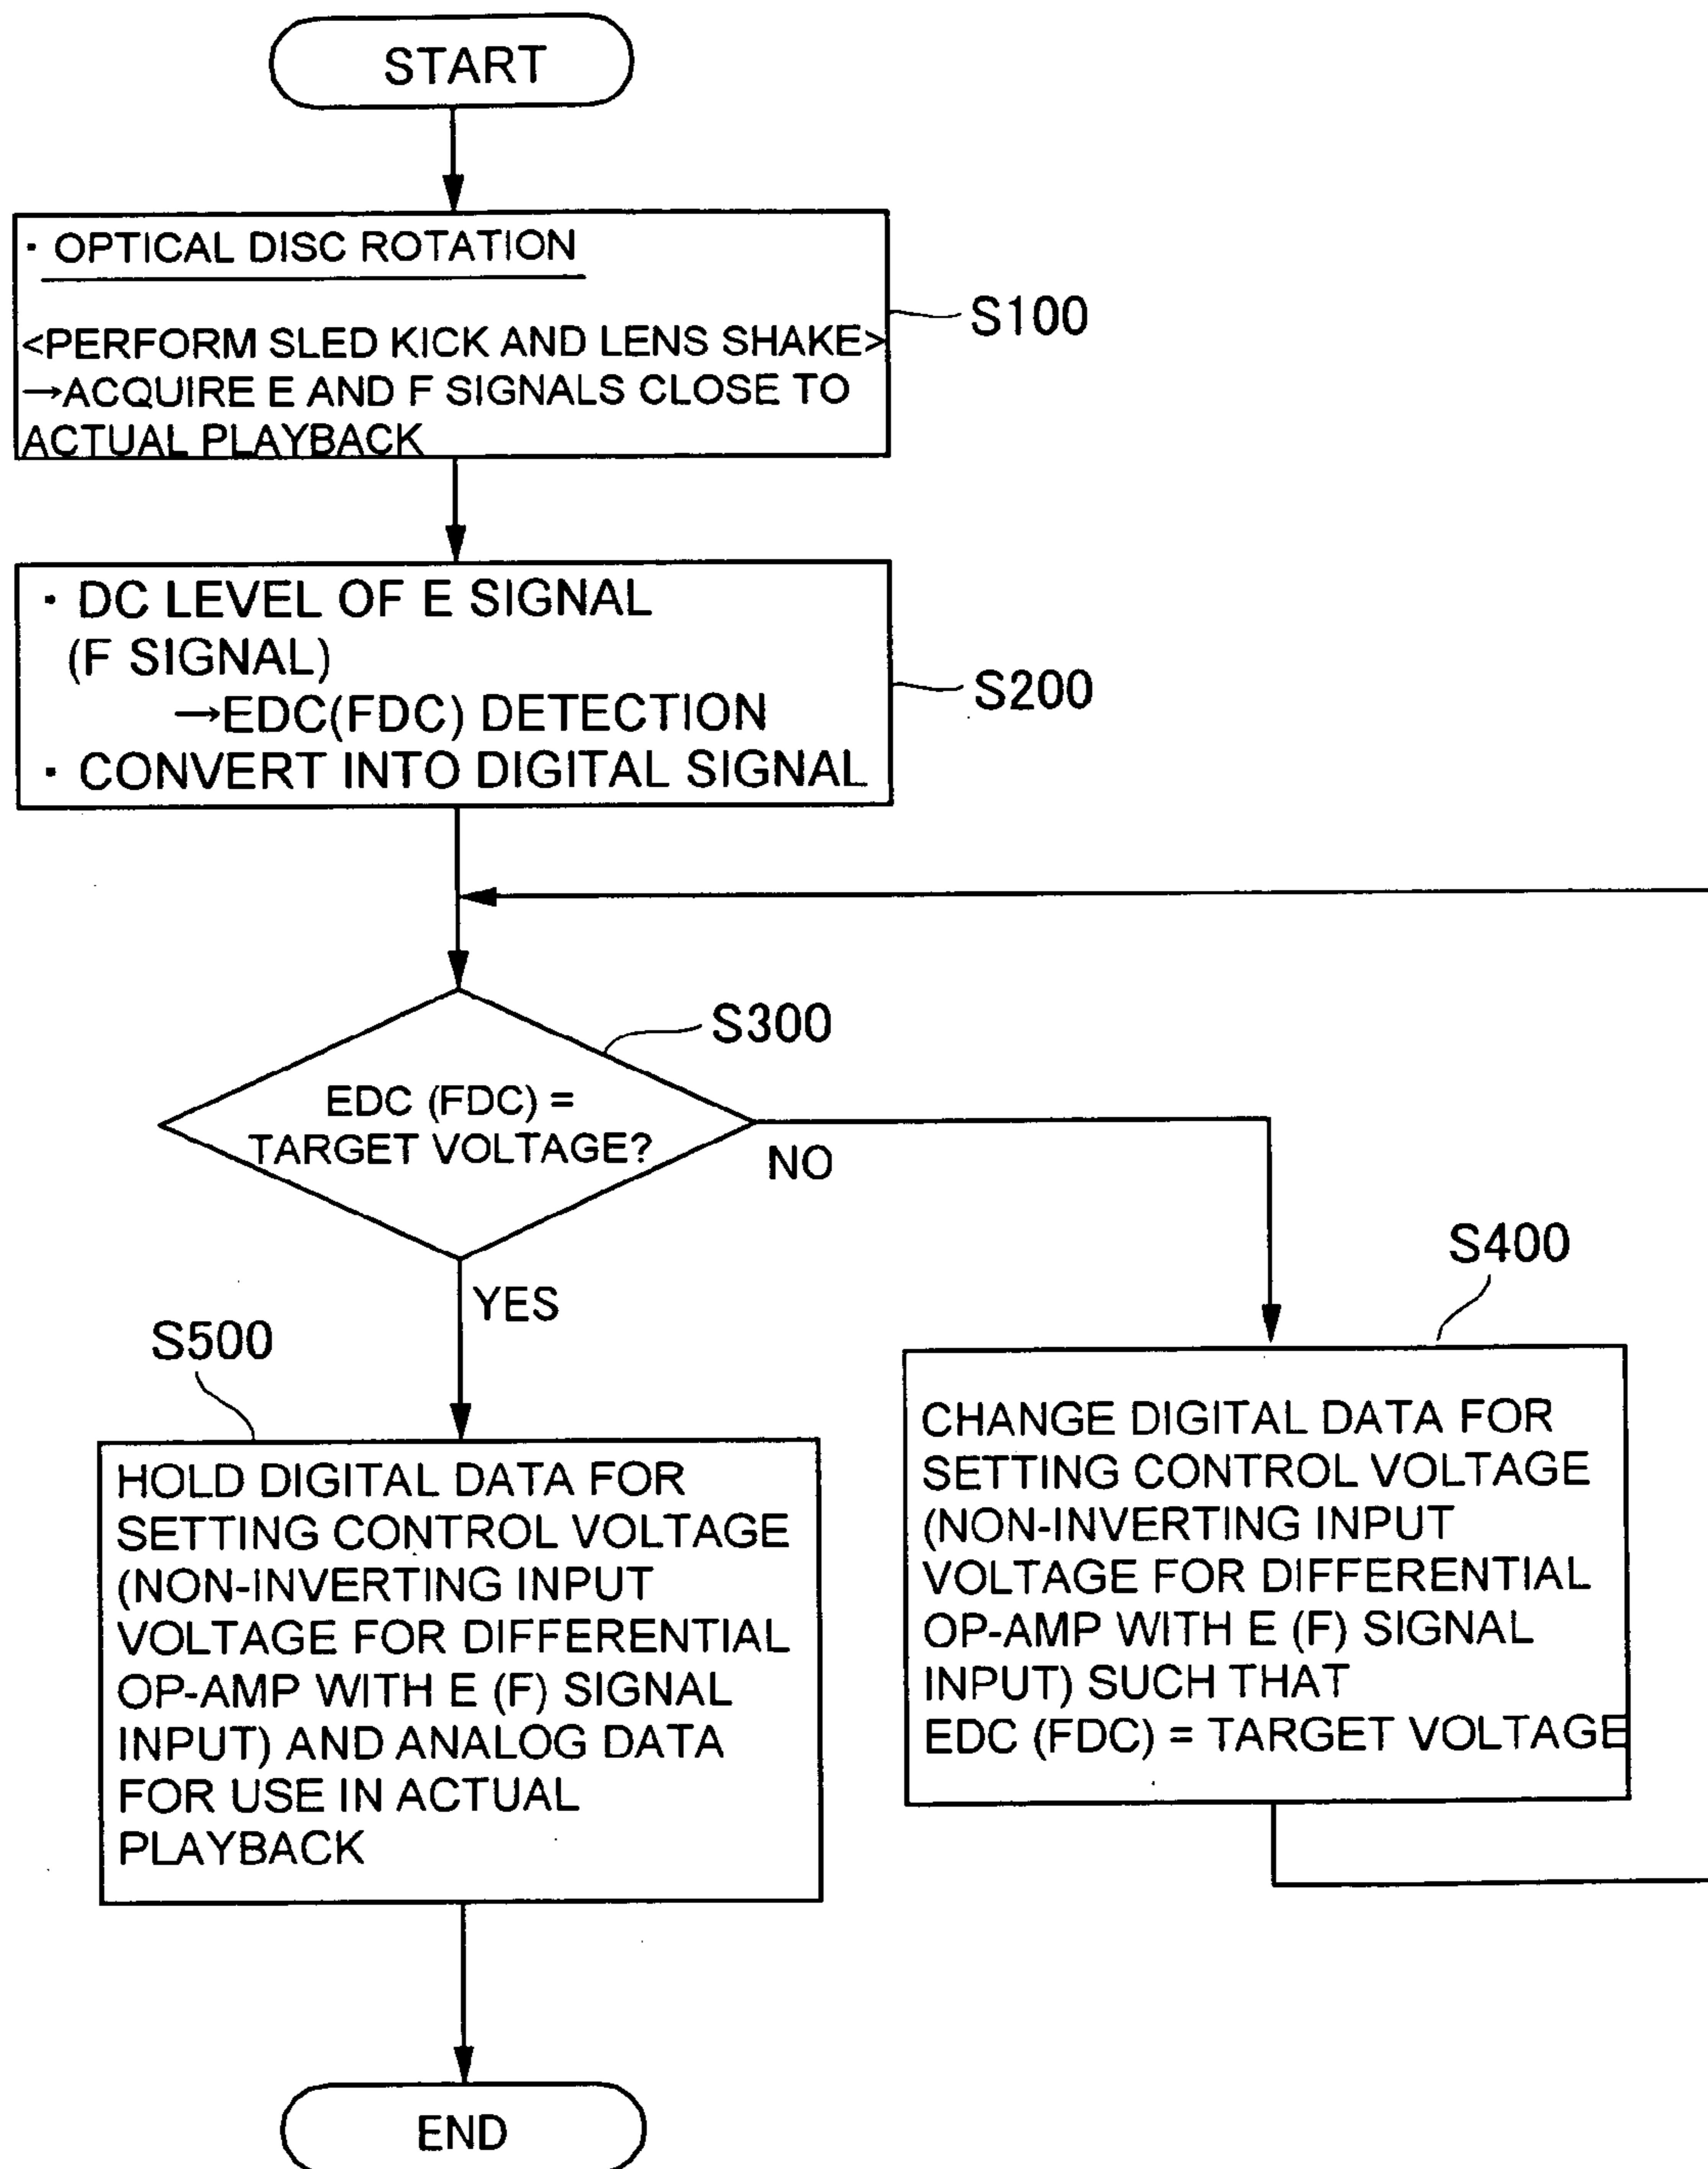 START
· OPTICAL DISC ROTATION
<PERFORM SLED KICK AND LENS SHAKE>
→ACQUIRE E AND F SIGNALS CLOSE TO
ACTUAL PLAYBACK
S100
· DC LEVEL OF E SIGNAL
(F SIGNAL)
→EDC(FDC) DETECTION
· CONVERT INTO DIGITAL SIGNAL
S200
S300
EDC (FDC) =
TARGET VOLTAGE?
NO
YES
S400
CHANGE DIGITAL DATA FOR
SETTING CONTROL VOLTAGE
(NON-INVERTING INPUT
VOLTAGE FOR DIFFERENTIAL
OP-AMP WITH E (F) SIGNAL
INPUT) SUCH THAT
EDC (FDC) = TARGET VOLTAGE
S500
HOLD DIGITAL DATA FOR
SETTING CONTROL VOLTAGE
(NON-INVERTING INPUT
VOLTAGE FOR DIFFERENTIAL
OP-AMP WITH E (F) SIGNAL
INPUT) AND ANALOG DATA
FOR USE IN ACTUAL
PLAYBACK
END